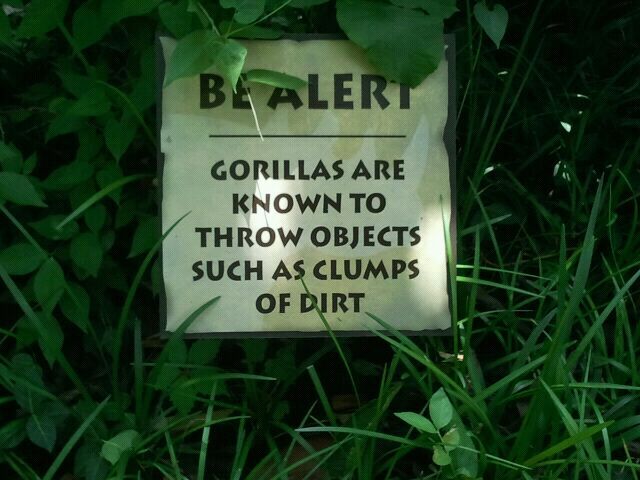 BE ALERT
GORILLAS ARE
KNOWN TO
THROW OBJECTS
SUCH AS CLUMPS
OF DIRT